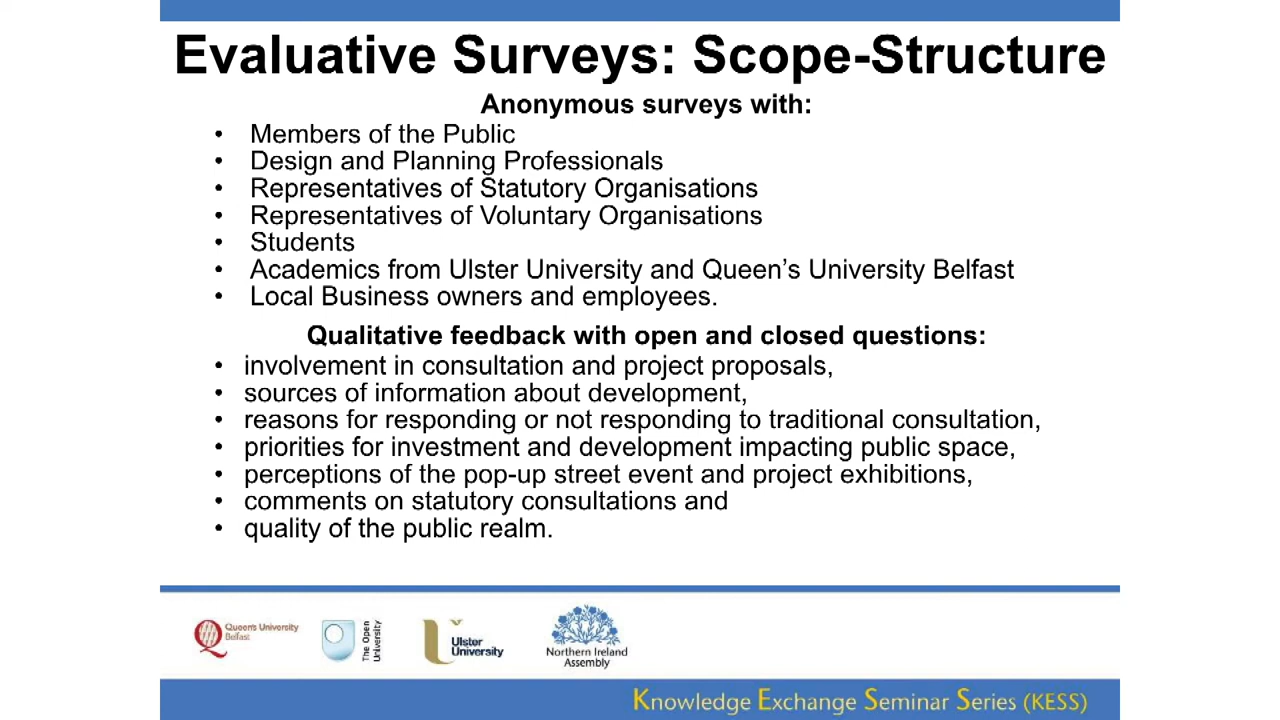 Evaluative Surveys: Scope-Structure
Anonymous surveys with:
• Members of the Public
• Design and Planning Professionals
• Representatives of Statutory Organisations
• Representatives of Voluntary Organisations
• Students
• Academics from Ulster University and Queen’s University Belfast
• Local Business owners and employees.
Qualitative feedback with open and closed questions:
• involvement in consultation and project proposals,
• sources of information about development,
• reasons for responding or not responding to traditional consultation,
• priorities for investment and development impacting public space,
• perceptions of the pop-up street event and project exhibitions,
• comments on statutory consultations and
• quality of the public realm.
Queen's University
Belfast
The Open
University
Ulster
University
Northern Ireland
Assembly
Knowledge Exchange Seminar Series (KESS)